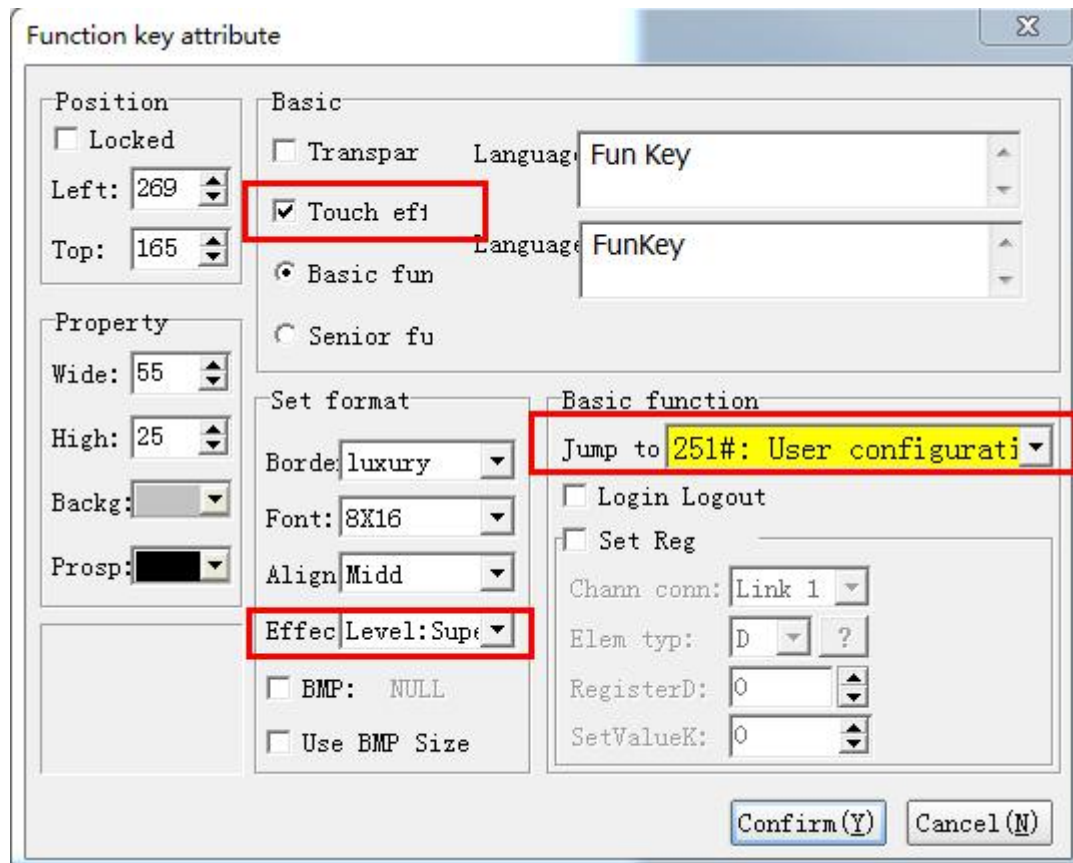 Function key attribute
Position
Locked
Left: 269
Top: 165
Property
Wide: 55
High: 25
Backg:
Prosp:
Basic
Transpar
Language Fun Key
Touch eff
Language FunKey
Basic fun
Senior fu
Set format
Borde luxury
Font: 8X16
Align Midd
Effec Level:Supe
BMP: NULL
Use BMP Size
Basic function
Jump to 251#: User configurati
Login Logout
Set Reg
Chann conn: Link 1
Elem typ: D ?
RegisterD: 0
SetValueK: 0
Confirm(Y) Cancel(N)